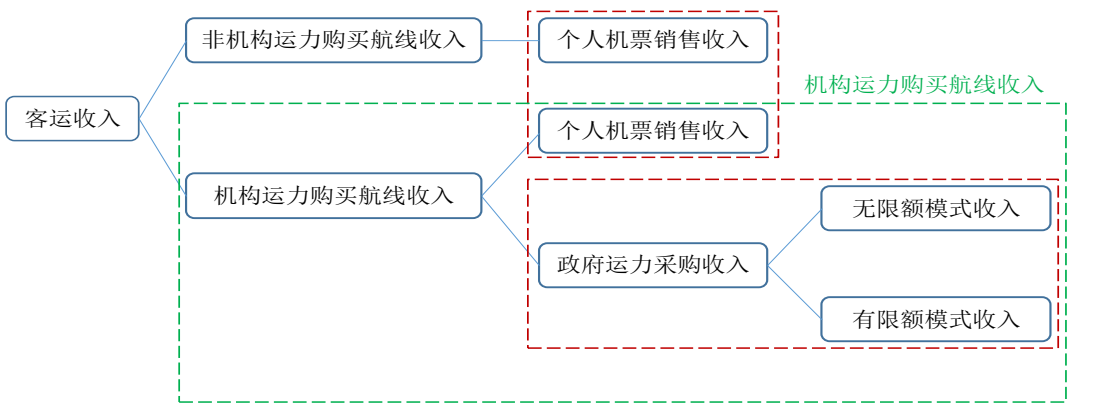 非机构运力购买航线收入
个人机票销售收入
机构运力购买航线收入
客运收入
个人机票销售收入
机构运力购买航线收入
无限额模式收入
政府运力采购收入
有限额模式收入